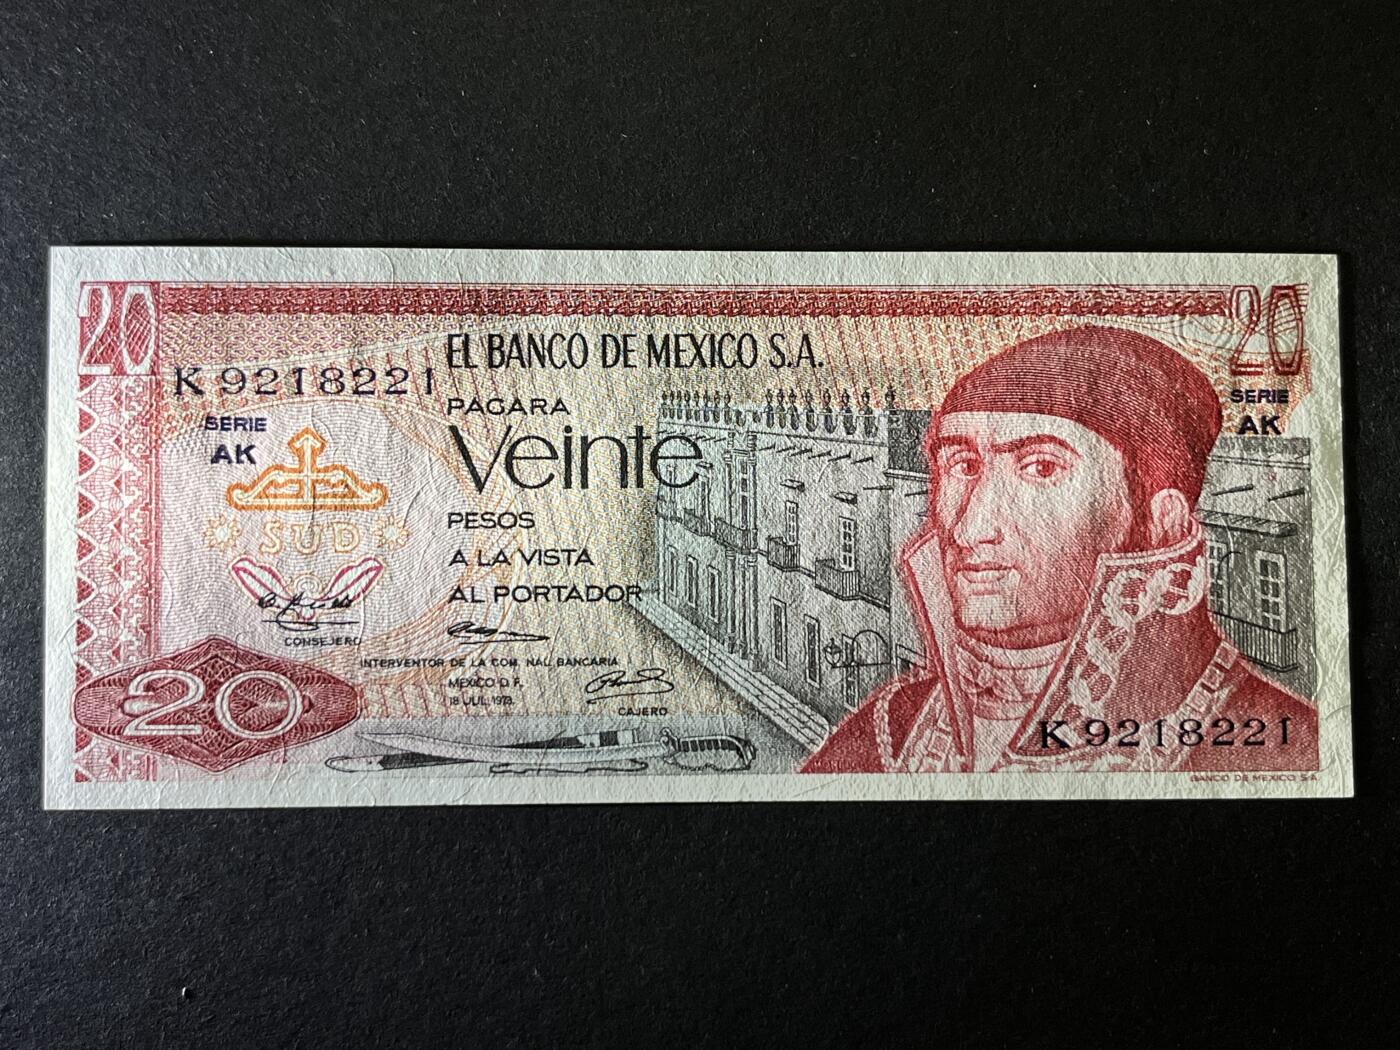 20
20
EL BANCO DE MEXICO S.A.
K 9218221
SERIE
AK
SERIE
AK
PAGARA
Veinte
PESOS
A LA VISTA
AL PORTADOR
SUD
CONSEJERO
INTERVENTOR DE LA COM. NAL. BANCARIA
MEXICO D.F.
18 JUL. 1973.
CAJERO
20
K 9218221
BANCO DE MEXICO S.A.